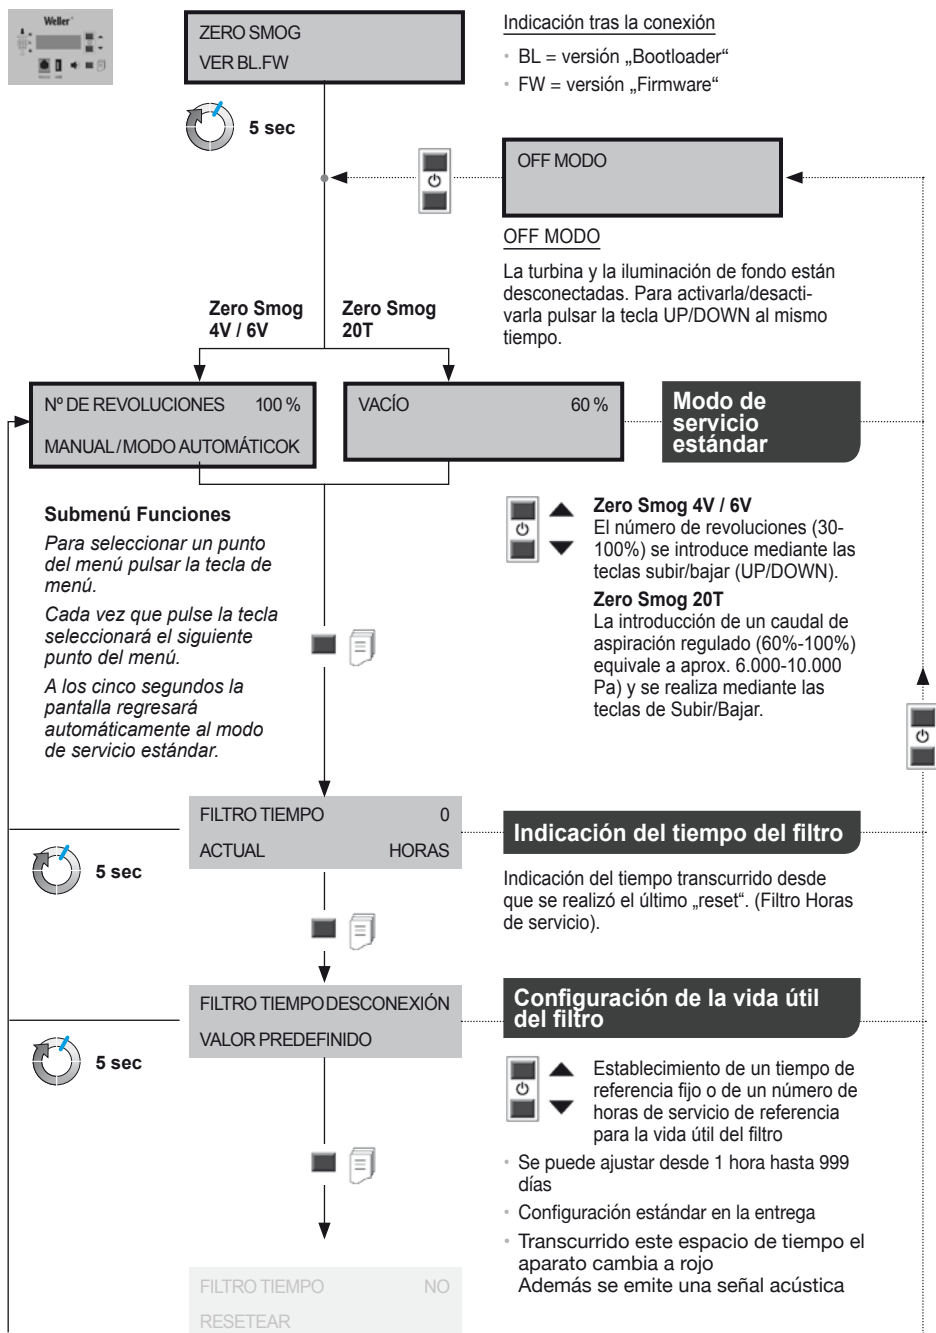 Weller
ZERO SMOG
VER BL.FW
Indicación tras la conexión
• BL = versión „Bootloader“
• FW = versión „Firmware“
5 sec
OFF MODO
OFF MODO
La turbina y la iluminación de fondo están
desconectadas. Para activarla/desacti-
varla pulsar la tecla UP/DOWN al mismo
tiempo.
Zero Smog
4V / 6V
Zero Smog
20T
Nº DE REVOLUCIONES 100 %
MANUAL/MODO AUTOMÁTICOK
VACÍO 60 %
Modo de
servicio
estándar
Submenú Funciones
Para seleccionar un punto
del menú pulsar la tecla de
menú.
Cada vez que pulse la tecla
seleccionará el siguiente
punto del menú.
A los cinco segundos la
pantalla regresará
automáticamente al modo
de servicio estándar.
Zero Smog 4V / 6V
El número de revoluciones (30-
100%) se introduce mediante las
teclas subir/bajar (UP/DOWN).
Zero Smog 20T
La introducción de un caudal de
aspiración regulado (60%-100%)
equivale a aprox. 6.000-10.000
Pa) y se realiza mediante las
teclas de Subir/Bajar.
FILTRO TIEMPO 0
ACTUAL HORAS
5 sec
Indicación del tiempo del filtro
Indicación del tiempo transcurrido desde
que se realizó el último „reset“. (Filtro Horas
de servicio).
FILTRO TIEMPO DESCONEXIÓN
VALOR PREDEFINIDO
5 sec
Configuración de la vida útil
del filtro
Establecimiento de un tiempo de
referencia fijo o de un número de
horas de servicio de referencia
para la vida útil del filtro
• Se puede ajustar desde 1 hora hasta 999
días
• Configuración estándar en la entrega
• Transcurrido este espacio de tiempo el
aparato cambia a rojo
Además se emite una señal acústica
FILTRO TIEMPO NO
RESETEAR